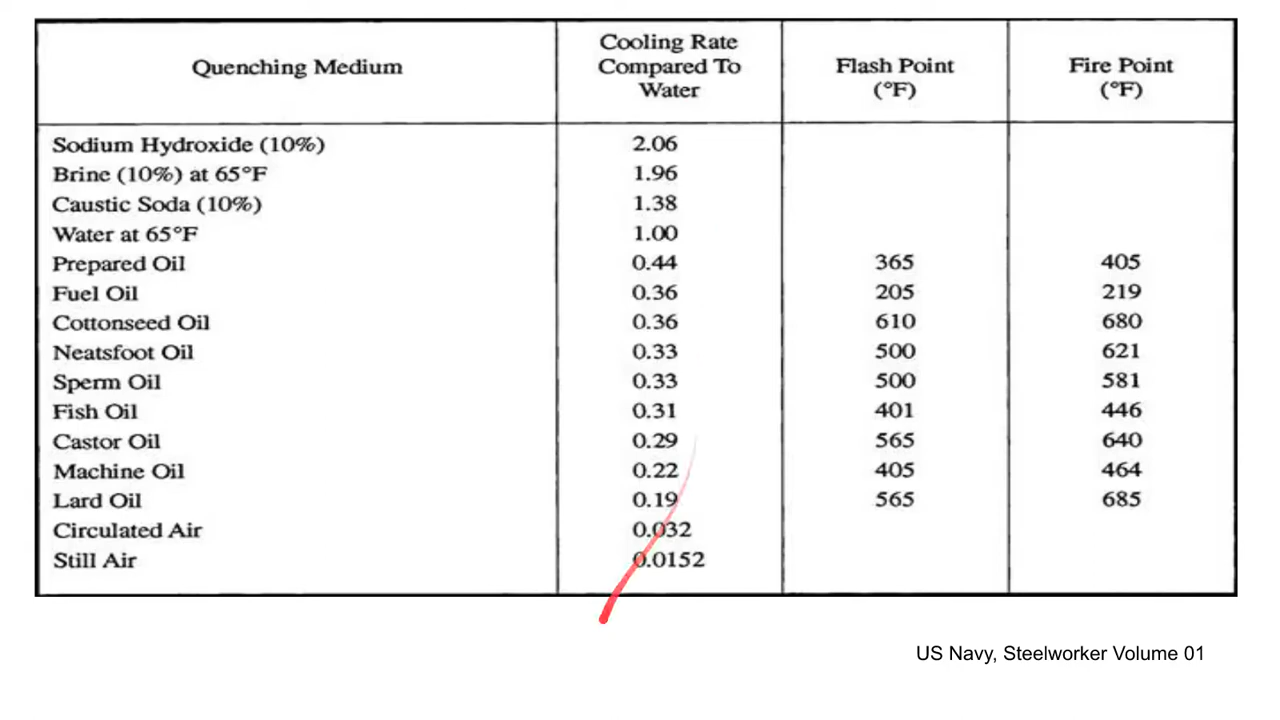 Quenching Medium
Cooling Rate
Compared To
Water
Flash Point
(°F)
Fire Point
(°F)
Sodium Hydroxide (10%) 2.06
Brine (10%) at 65°F 1.96
Caustic Soda (10%) 1.38
Water at 65°F 1.00
Prepared Oil 0.44 365 405
Fuel Oil 0.36 205 219
Cottonseed Oil 0.36 610 680
Neatsfoot Oil 0.33 500 621
Sperm Oil 0.33 500 581
Fish Oil 0.31 401 446
Castor Oil 0.29 565 640
Machine Oil 0.22 405 464
Lard Oil 0.19 565 685
Circulated Air 0.032
Still Air 0.0152
US Navy, Steelworker Volume 01